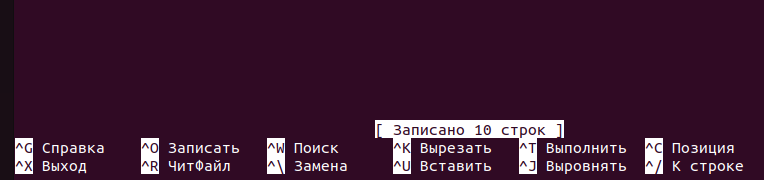 [ Записано 10 строк ]
^G Справка ^O Записать ^W Поиск ^K Вырезать ^T Выполнить ^C Позиция
^X Выход ^R ЧитФайл ^\ Замена ^U Вставить ^J Выровнять ^/ К строке